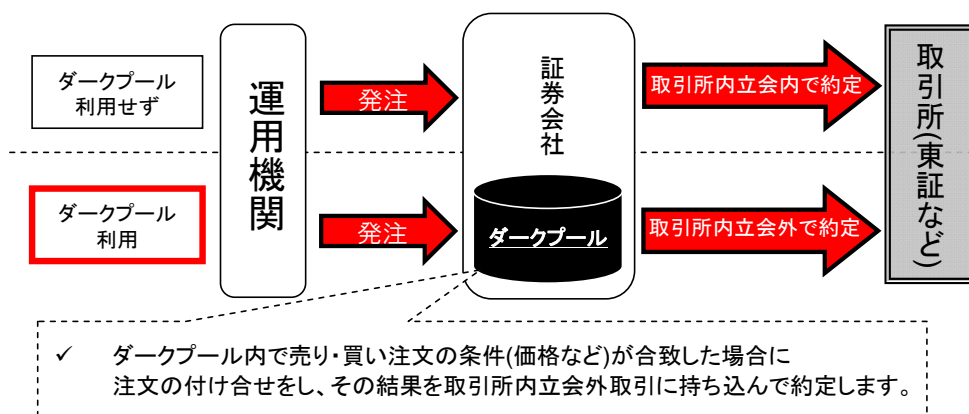 ダークプール
利用せず
運用機関
発注
証券会社
取引所内立会内で約定
取引所(東証など)
ダークプール
利用
発注
ダークプール
取引所内立会外で約定
✓ ダークプール内で売り・買い注文の条件(価格など)が合致した場合に
注文の付け合せをし、その結果を取引所内立会外取引に持ち込んで約定します。